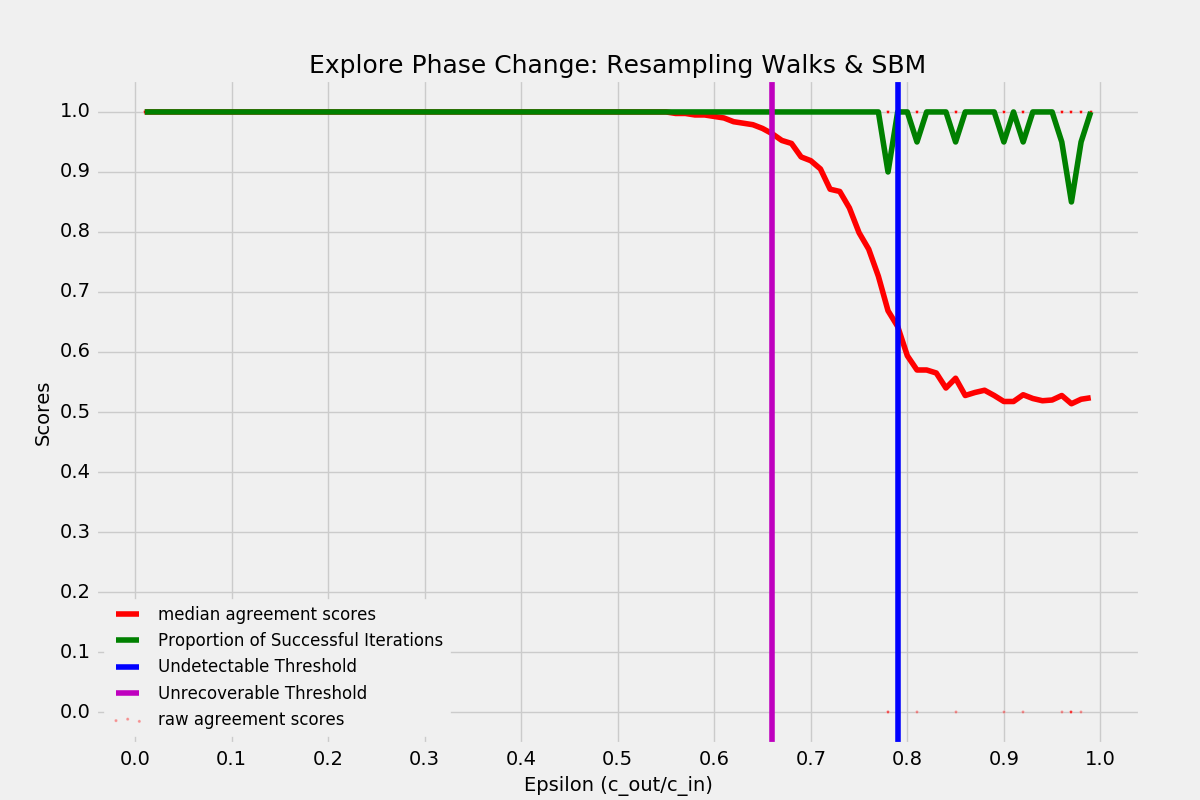 Explore Phase Change: Resampling Walks & SBM
1.0
0.9
0.8
0.7
0.6
0.5
0.4
0.3
0.2
0.1
0.0
Scores
median agreement scores
Proportion of Successful Iterations
Undetectable Threshold
Unrecoverable Threshold
raw agreement scores
0.0 0.1 0.2 0.3 0.4 0.5 0.6 0.7 0.8 0.9 1.0
Epsilon (c_out/c_in)